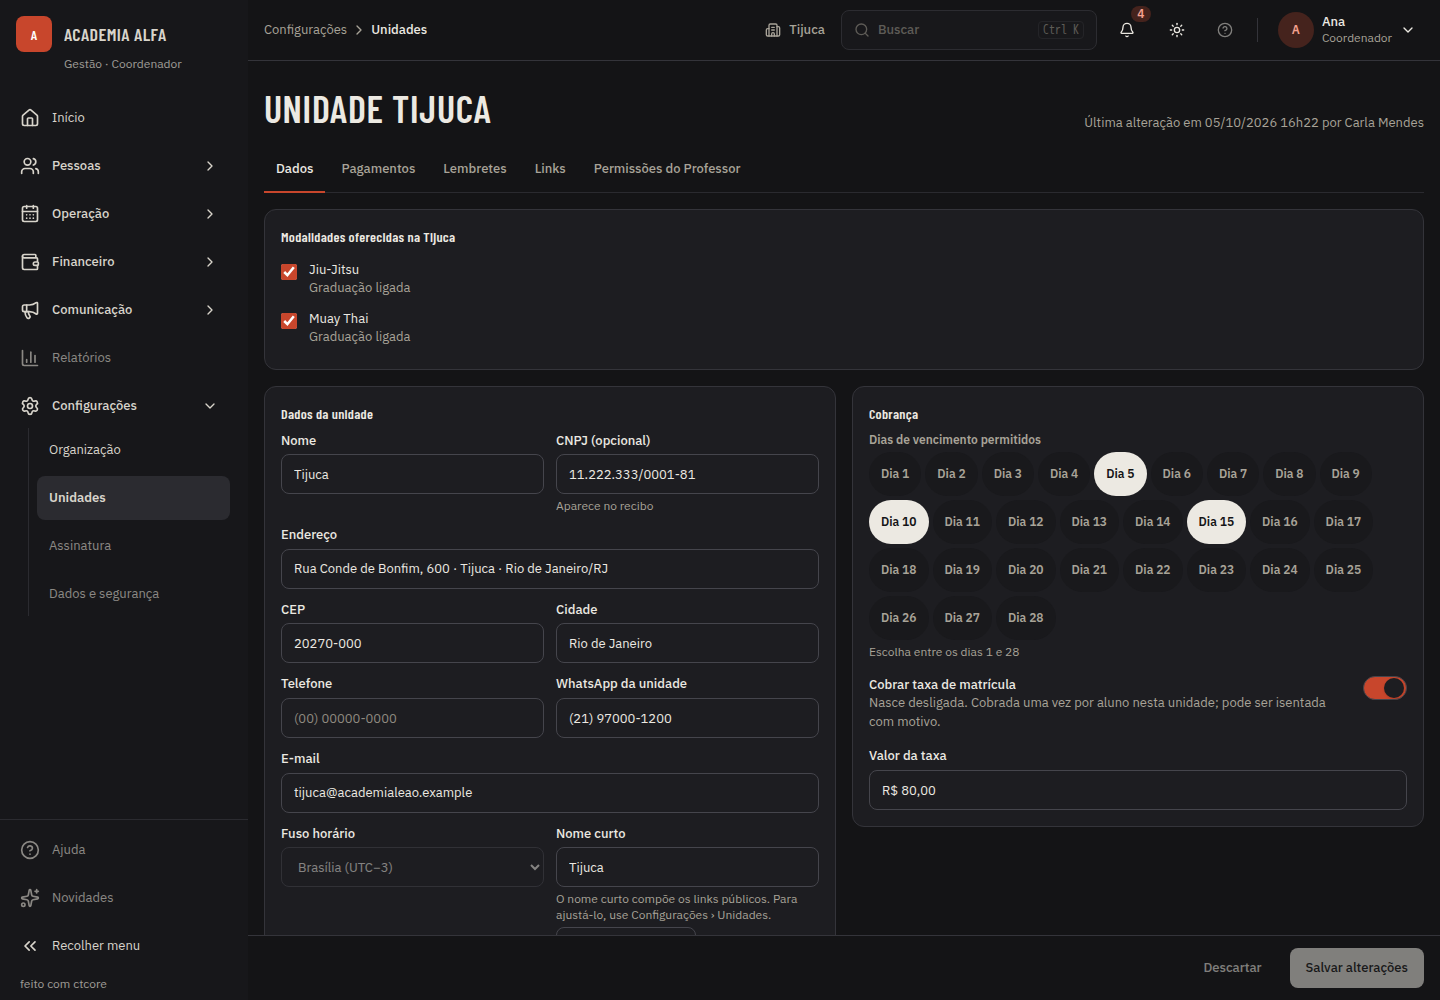 A
ACADEMIA ALFA
Gestão · Coordenador
Início
Pessoas
Operação
Financeiro
Comunicação
Relatórios
Configurações
Organização
Unidades
Assinatura
Dados e segurança
Ajuda
Novidades
Recolher menu
feito com ctcore
Configurações
Unidades
Tijuca
Buscar
Ctrl K
4
A
Ana
Coordenador
UNIDADE TIJUCA
Última alteração em 05/10/2026 16h22 por Carla Mendes
Dados
Pagamentos
Lembretes
Links
Permissões do Professor
Modalidades oferecidas na Tijuca
Jiu-Jitsu
Graduação ligada
Muay Thai
Graduação ligada
Dados da unidade
Nome
CNPJ (opcional)
Tijuca
11.222.333/0001-81
Aparece no recibo
Endereço
Rua Conde de Bonfim, 600 · Tijuca · Rio de Janeiro/RJ
CEP
Cidade
20270-000
Rio de Janeiro
Telefone
WhatsApp da unidade
(00) 00000-0000
(21) 97000-1200
E-mail
tijuca@academialeao.example
Fuso horário
Nome curto
Brasília (UTC−3)
Tijuca
O nome curto compõe os links públicos. Para
ajustá-lo, use Configurações › Unidades.
Cobrança
Dias de vencimento permitidos
Dia 1 Dia 2 Dia 3 Dia 4 Dia 5 Dia 6 Dia 7 Dia 8 Dia 9
Dia 10 Dia 11 Dia 12 Dia 13 Dia 14 Dia 15 Dia 16 Dia 17
Dia 18 Dia 19 Dia 20 Dia 21 Dia 22 Dia 23 Dia 24 Dia 25
Dia 26 Dia 27 Dia 28
Escolha entre os dias 1 e 28
Cobrar taxa de matrícula
Nasce desligada. Cobrada uma vez por aluno nesta unidade; pode ser isentada
com motivo.
Valor da taxa
R$ 80,00
Descartar
Salvar alterações